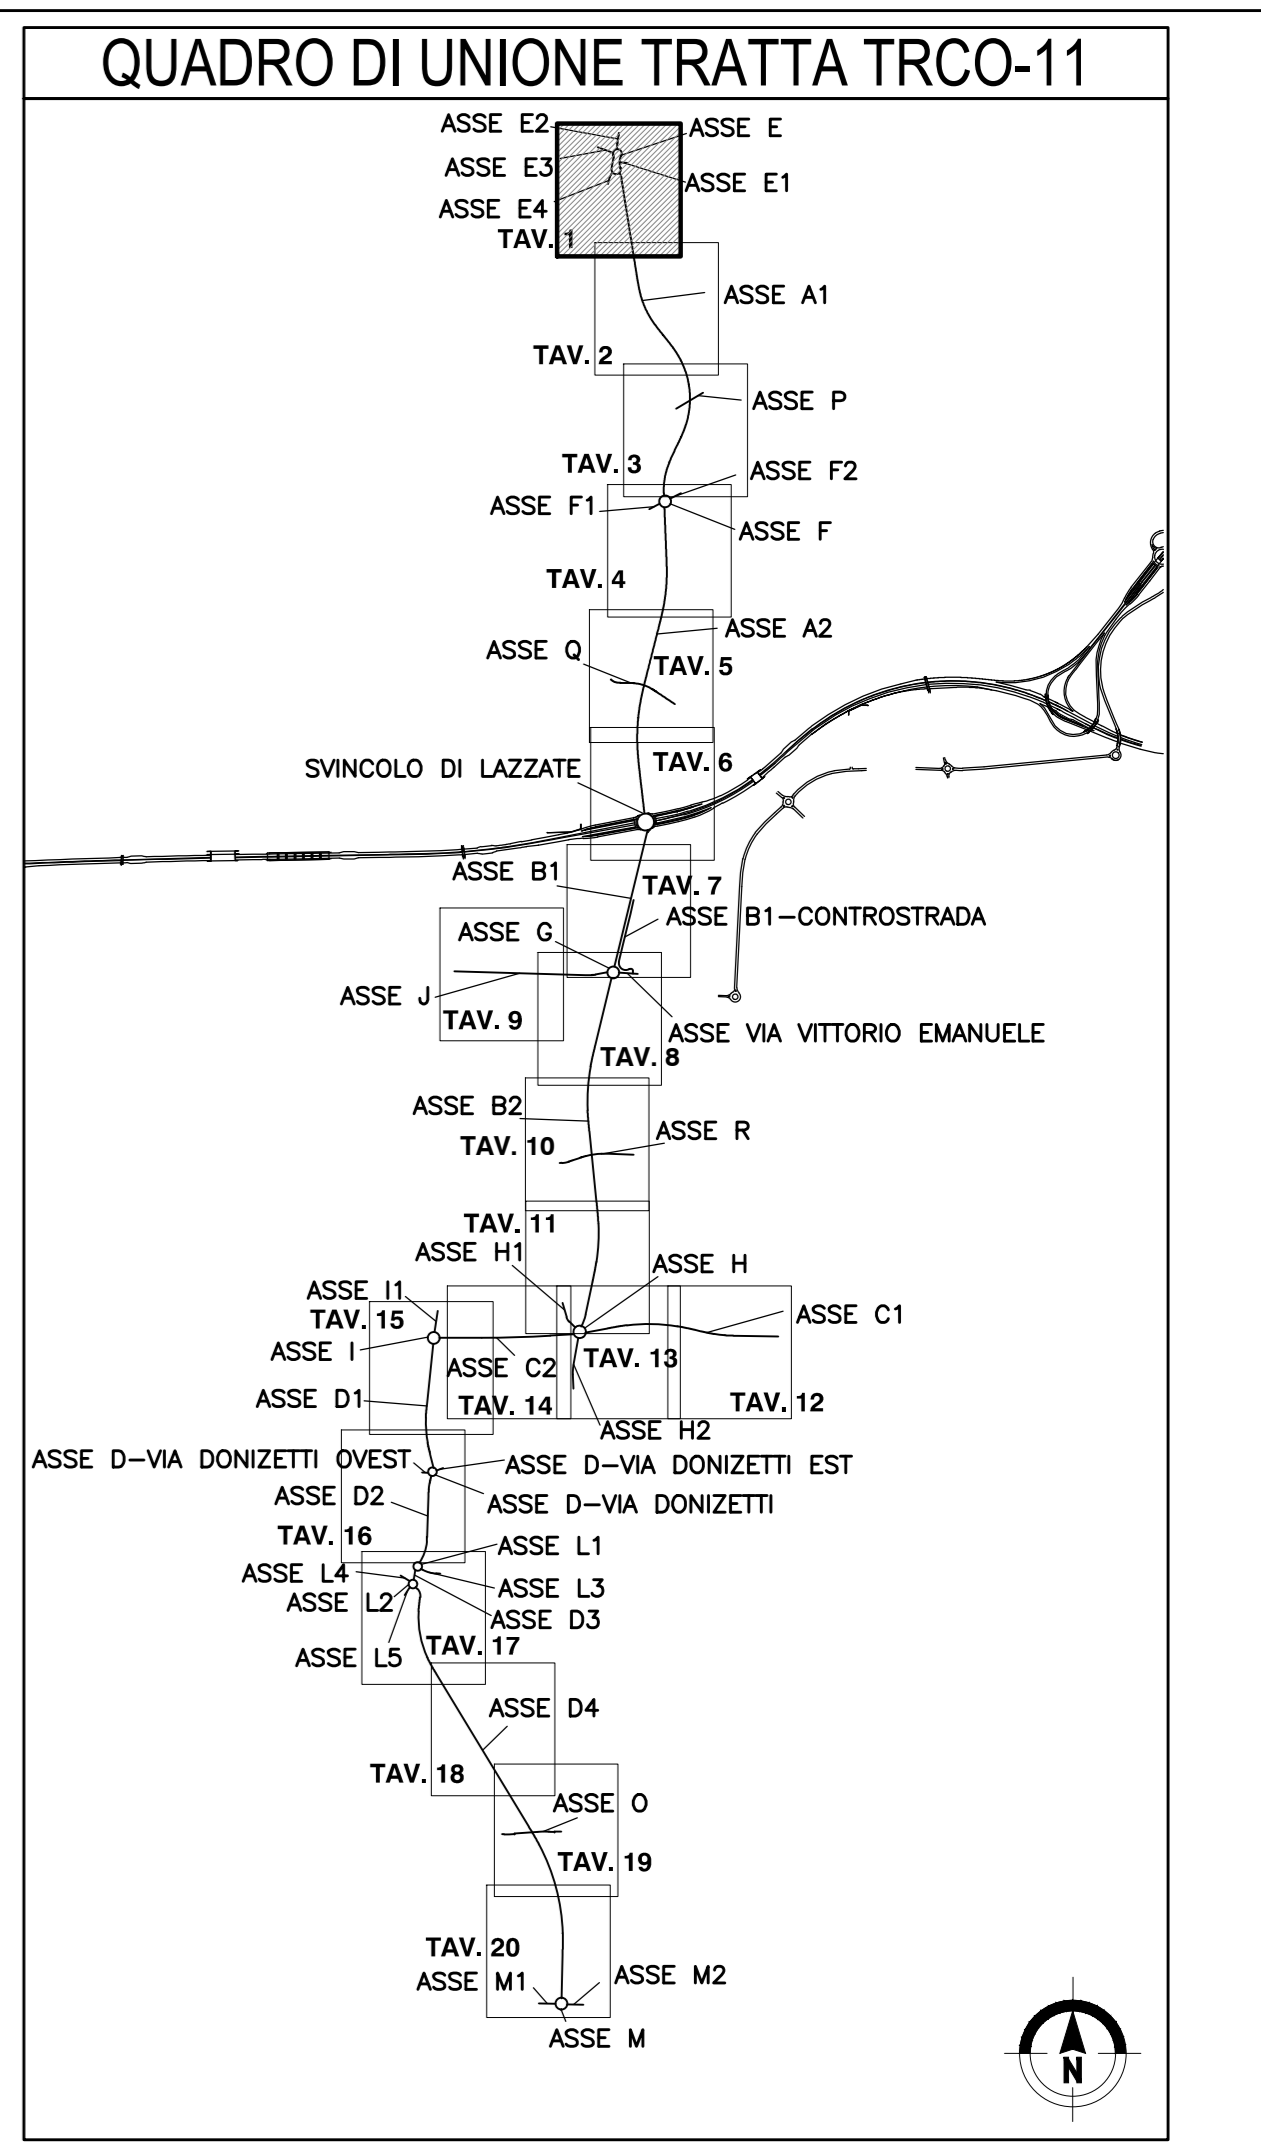 QUADRO DI UNIONE TRATTA TRCO-11
ASSE E2
ASSE E
ASSE E3
ASSE E1
ASSE E4
TAV. 1
ASSE A1
TAV. 2
ASSE P
TAV. 3
ASSE F2
ASSE F1
ASSE F
TAV. 4
ASSE A2
ASSE Q
TAV. 5
SVINCOLO DI LAZZATE
TAV. 6
ASSE B1
TAV. 7
ASSE B1-CONTROSTRADA
ASSE G
ASSE J
TAV. 9
ASSE VIA VITTORIO EMANUELE
TAV. 8
ASSE B2
ASSE R
TAV. 10
TAV. 11
ASSE H1
ASSE H
ASSE I1
TAV. 15
ASSE C1
ASSE I
TAV. 13
ASSE C2
ASSE D1
TAV. 14
TAV. 12
ASSE H2
ASSE D-VIA DONIZETTI OVEST
ASSE D-VIA DONIZETTI EST
ASSE D2
ASSE D-VIA DONIZETTI
TAV. 16
ASSE L1
ASSE L4
ASSE L3
ASSE L2
ASSE D3
TAV. 17
ASSE L5
ASSE D4
TAV. 18
ASSE O
TAV. 19
TAV. 20
ASSE M1
ASSE M2
ASSE M
N